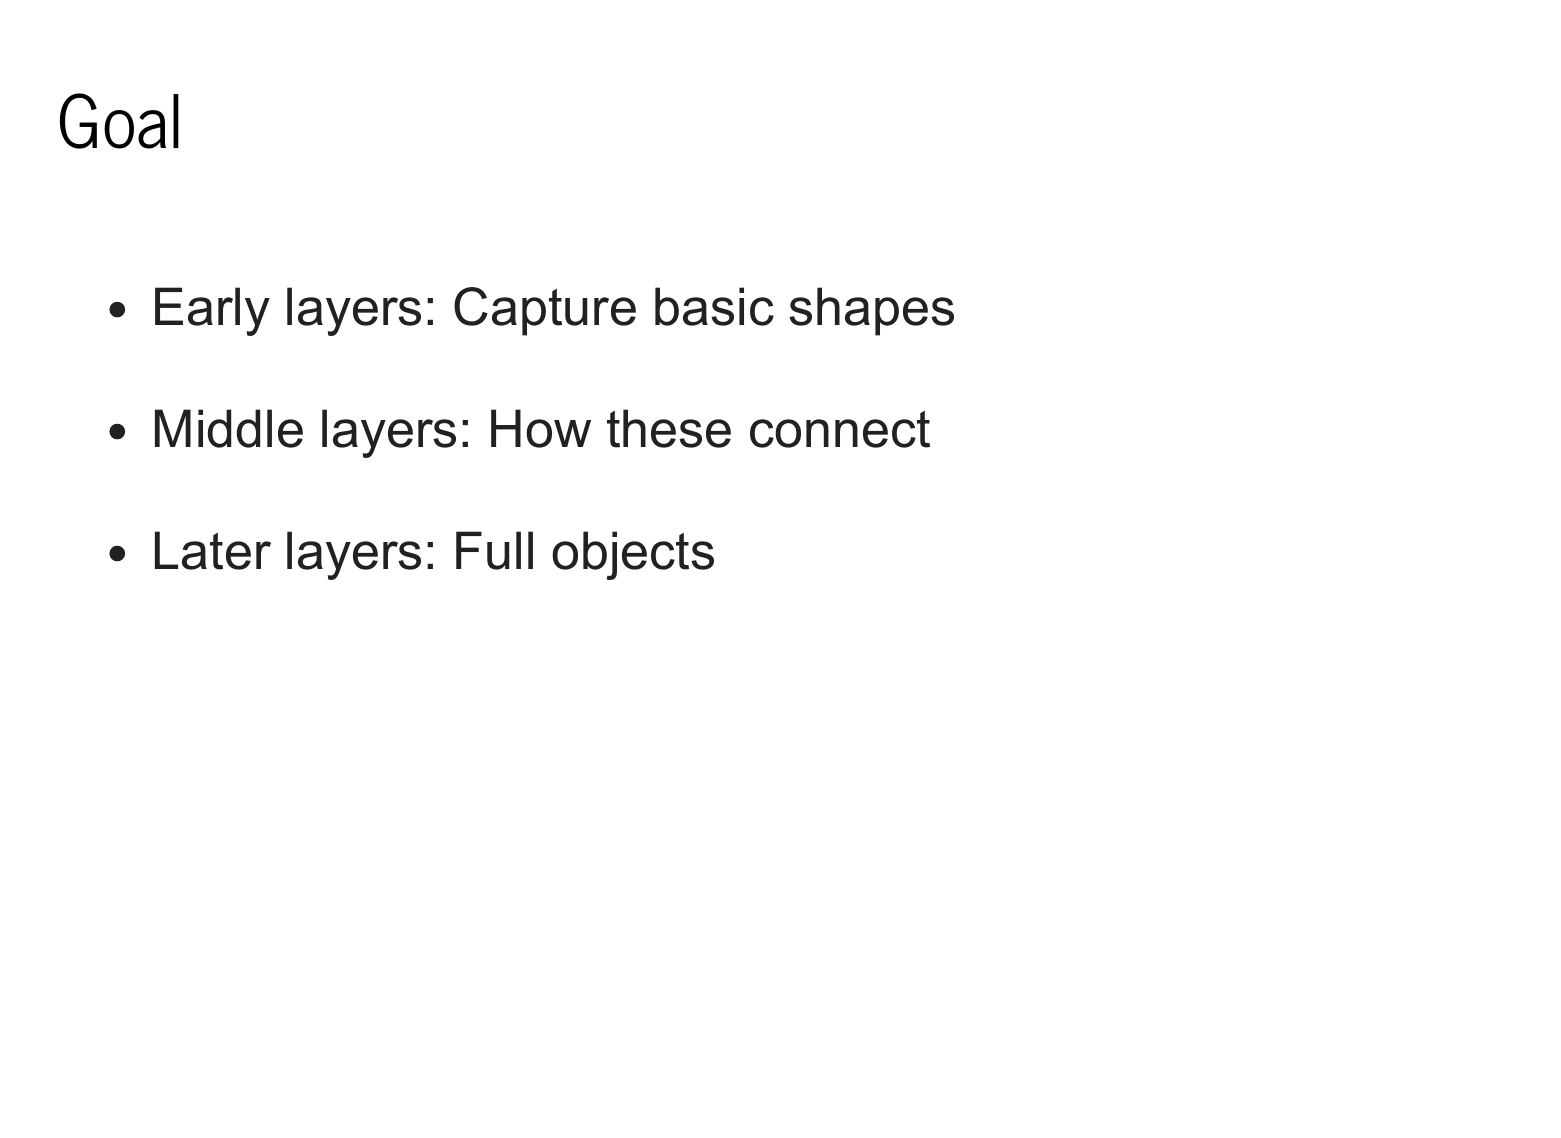 Goal
• Early layers: Capture basic shapes
• Middle layers: How these connect
• Later layers: Full objects